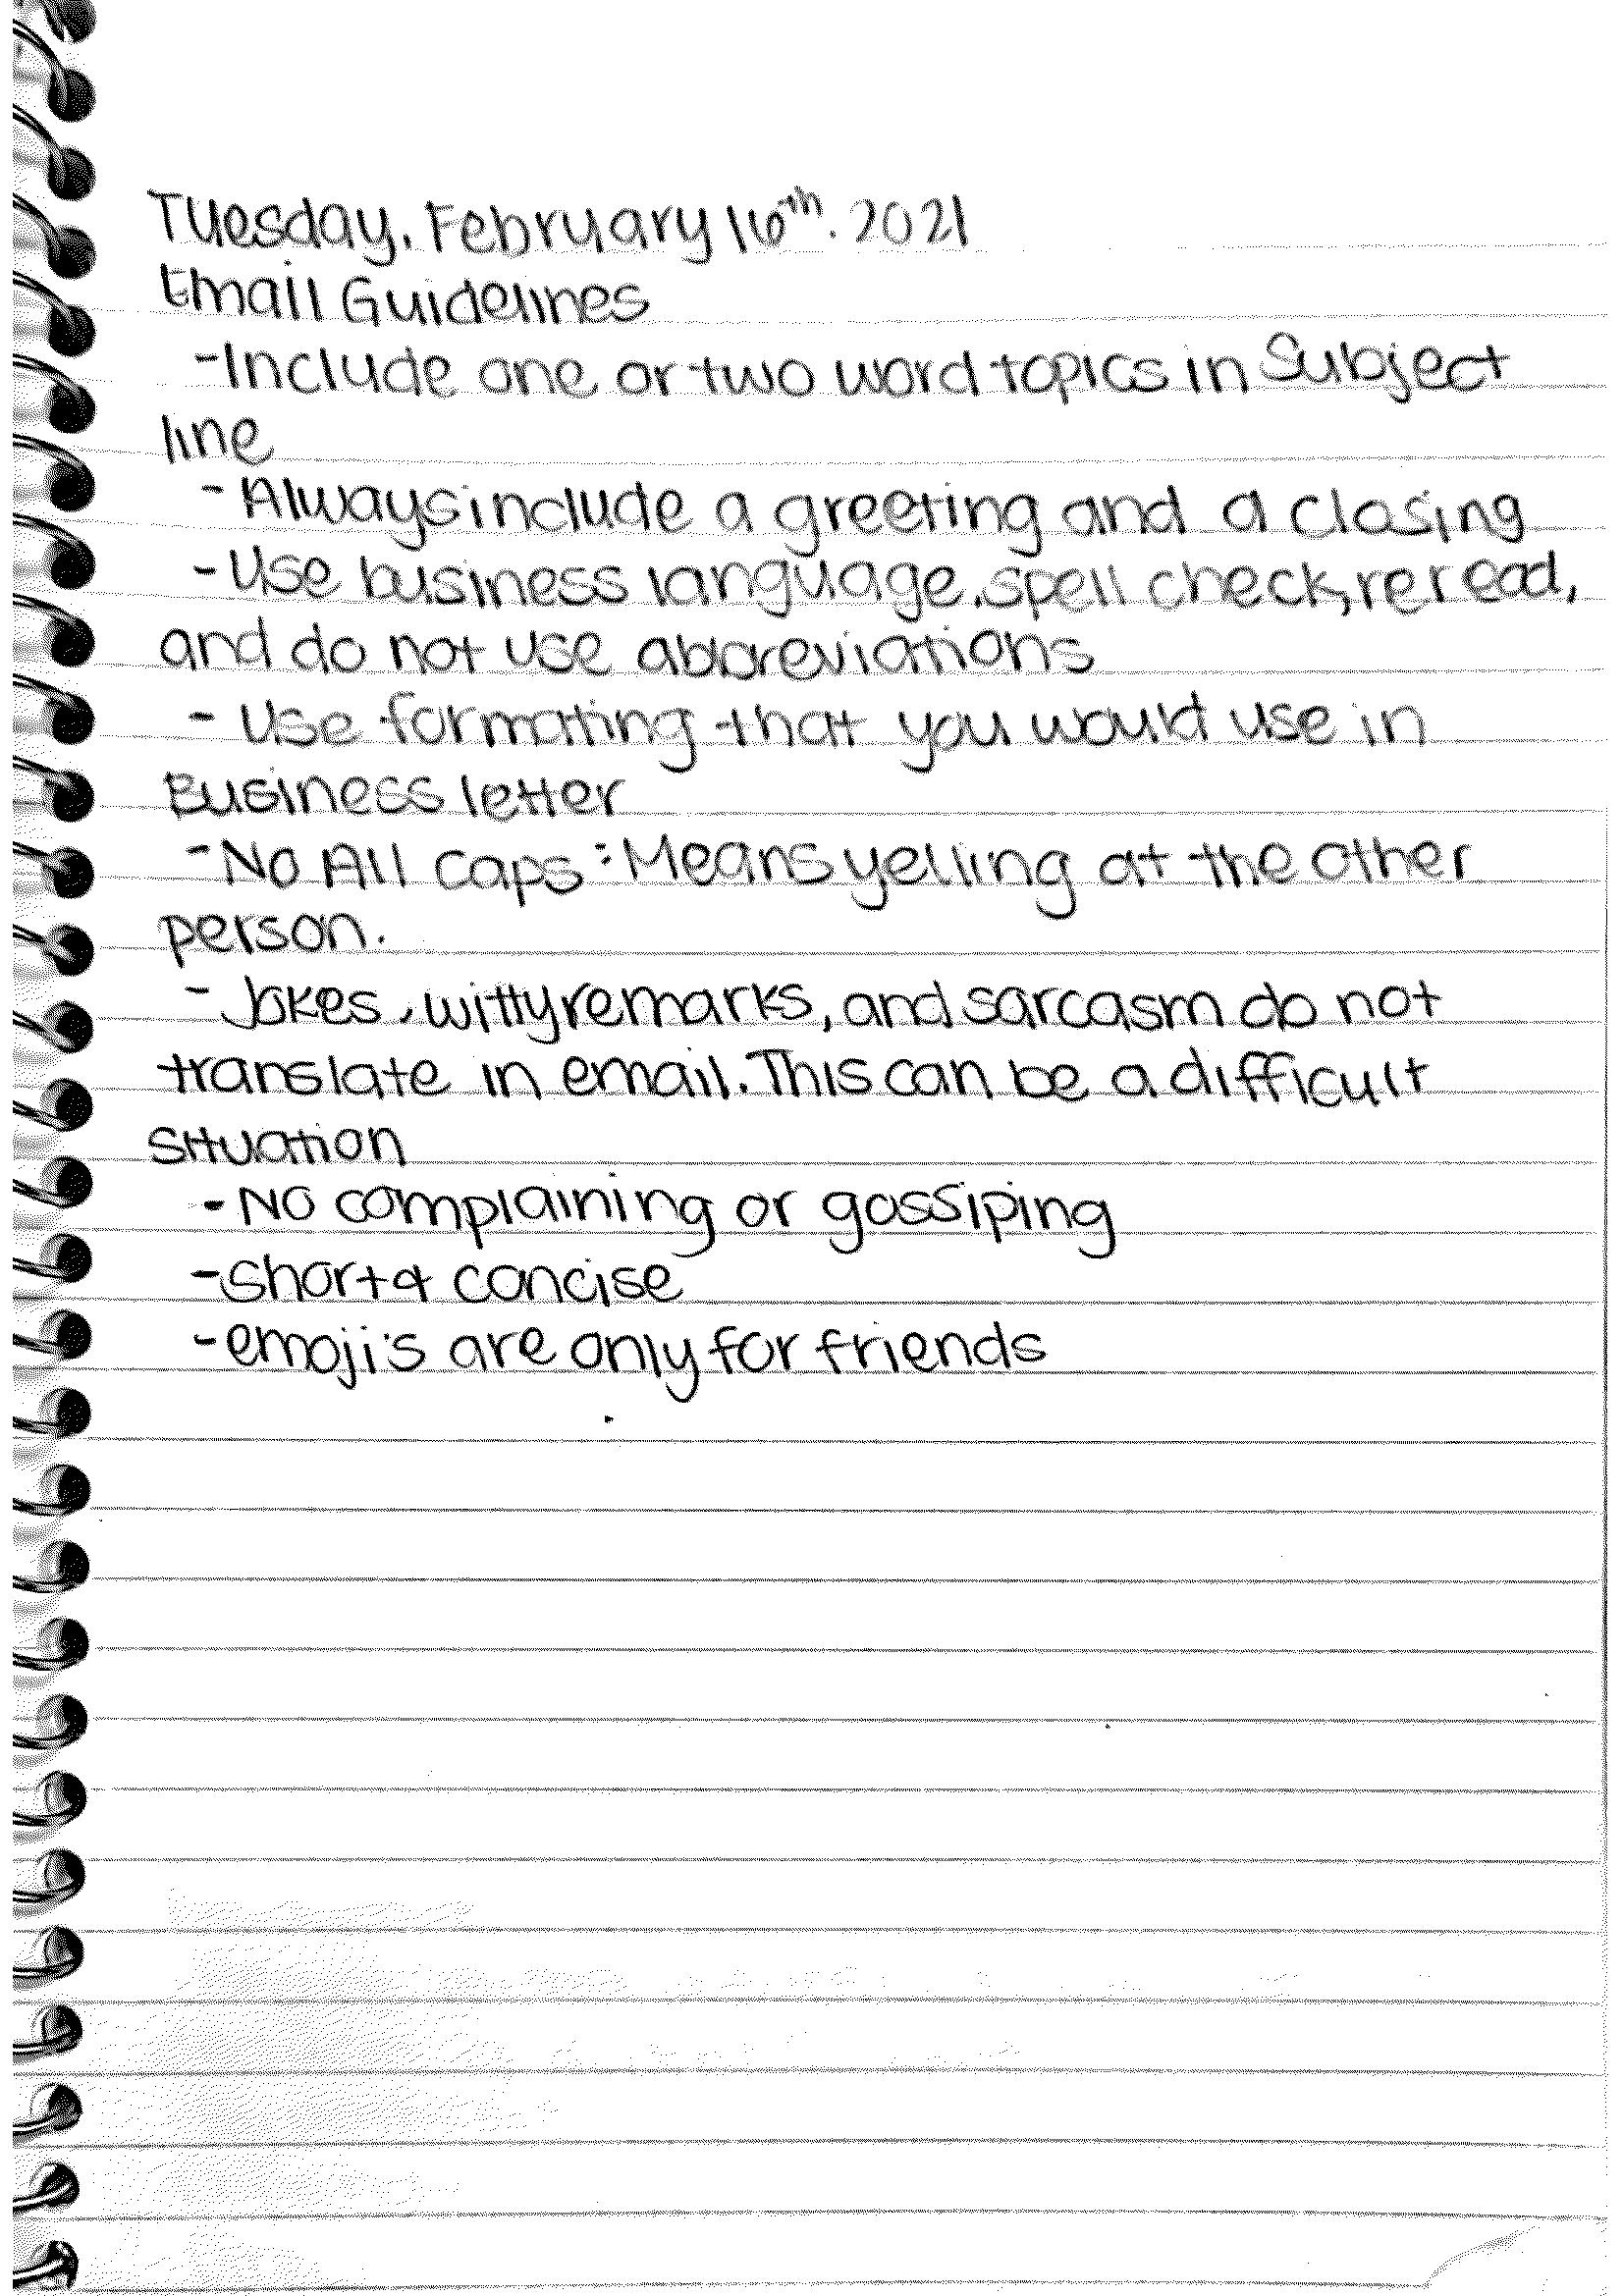 Tuesday, February 16th. 2021
Email Guidelines
-Include one or two word topics in Subject
line
- Always include a greeting and a closing
- Use business language, spell check, reread,
and do not use abbreviations
- Use formating that you would use in
Business letter
-No All Caps: Means yelling at the other
person.
- Jokes, witty remarks, and sarcasm do not
translate in email. This can be a difficult
situation
- No complaining or gossiping
-Short & concise
-emoji's are only for friends